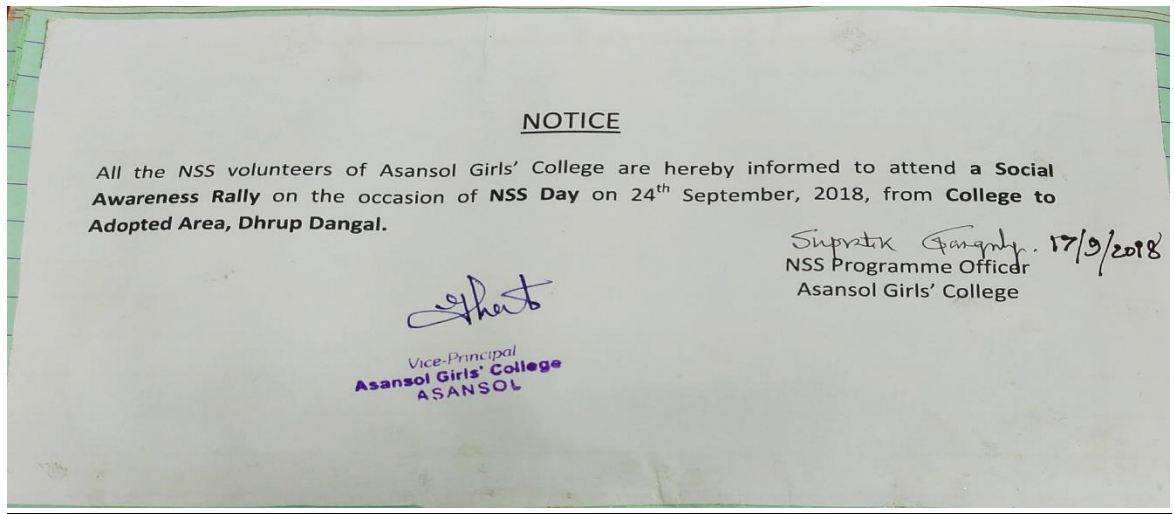 NOTICE
All the NSS volunteers of Asansol Girls' College are hereby informed to attend a Social
Awareness Rally on the occasion of NSS Day on 24th September, 2018, from College to
Adopted Area, Dhrup Dangal.
Supratik Ganguly. 17/9/2018
NSS Programme Officer
Asansol Girls' College
Vice-Principal
Asansol Girls' College
ASANSOL